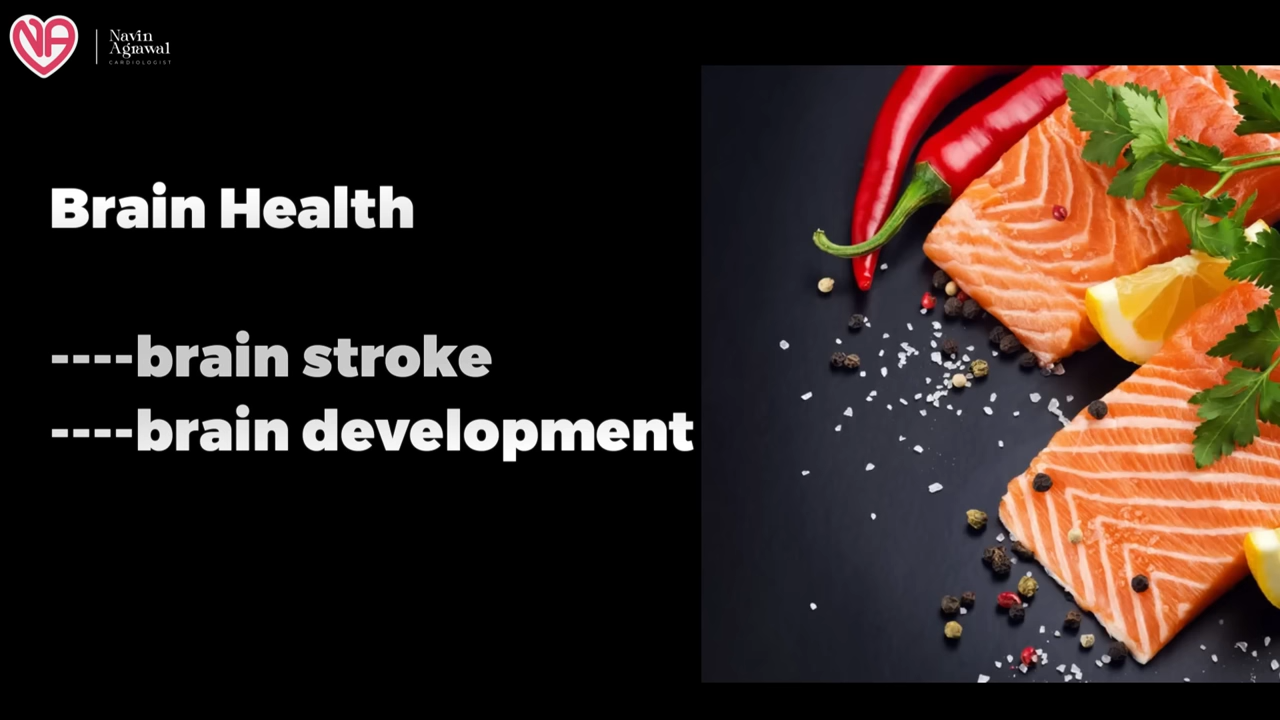 NA
Navin
Agrawal
CARDIOLOGIST
Brain Health
----brain stroke
----brain development